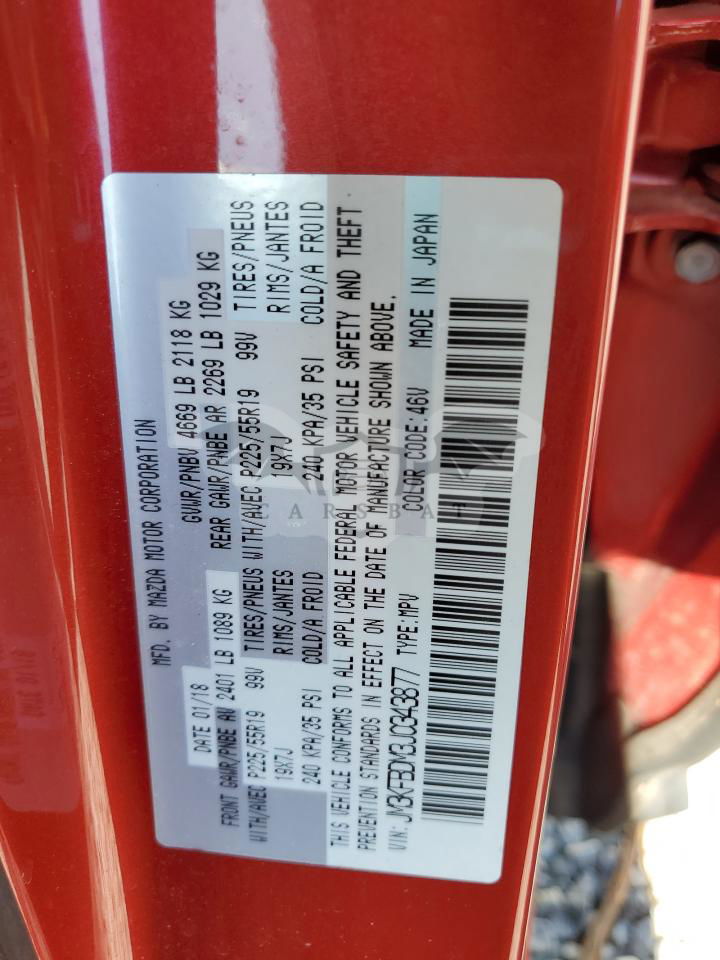 MFD. BY MAZDA MOTOR CORPORATION
DATE 01/18 GVWR/PNBV 4669 LB 2118 KG
FRONT GAWR/PNBE AV 2401 LB 1089 KG REAR GAWR/PNBE AR 2269 LB 1029 KG
WITH/AVEC P225/55R19 99V TIRES/PNEUS WITH/AVEC P225/55R19 99V TIRES/PNEUS
19X7J RIMS/JANTES 19X7J RIMS/JANTES
240 KPA/35 PSI COLD/A FROID 240 KPA/35 PSI COLD/A FROID
THIS VEHICLE CONFORMS TO ALL APPLICABLE FEDERAL MOTOR VEHICLE SAFETY AND THEFT
PREVENTION STANDARDS IN EFFECT ON THE DATE OF MANUFACTURE SHOWN ABOVE.
VIN: JM3KFBDM3J0343877 TYPE:MPV COLOR CODE:46V MADE IN JAPAN
CARSBAT